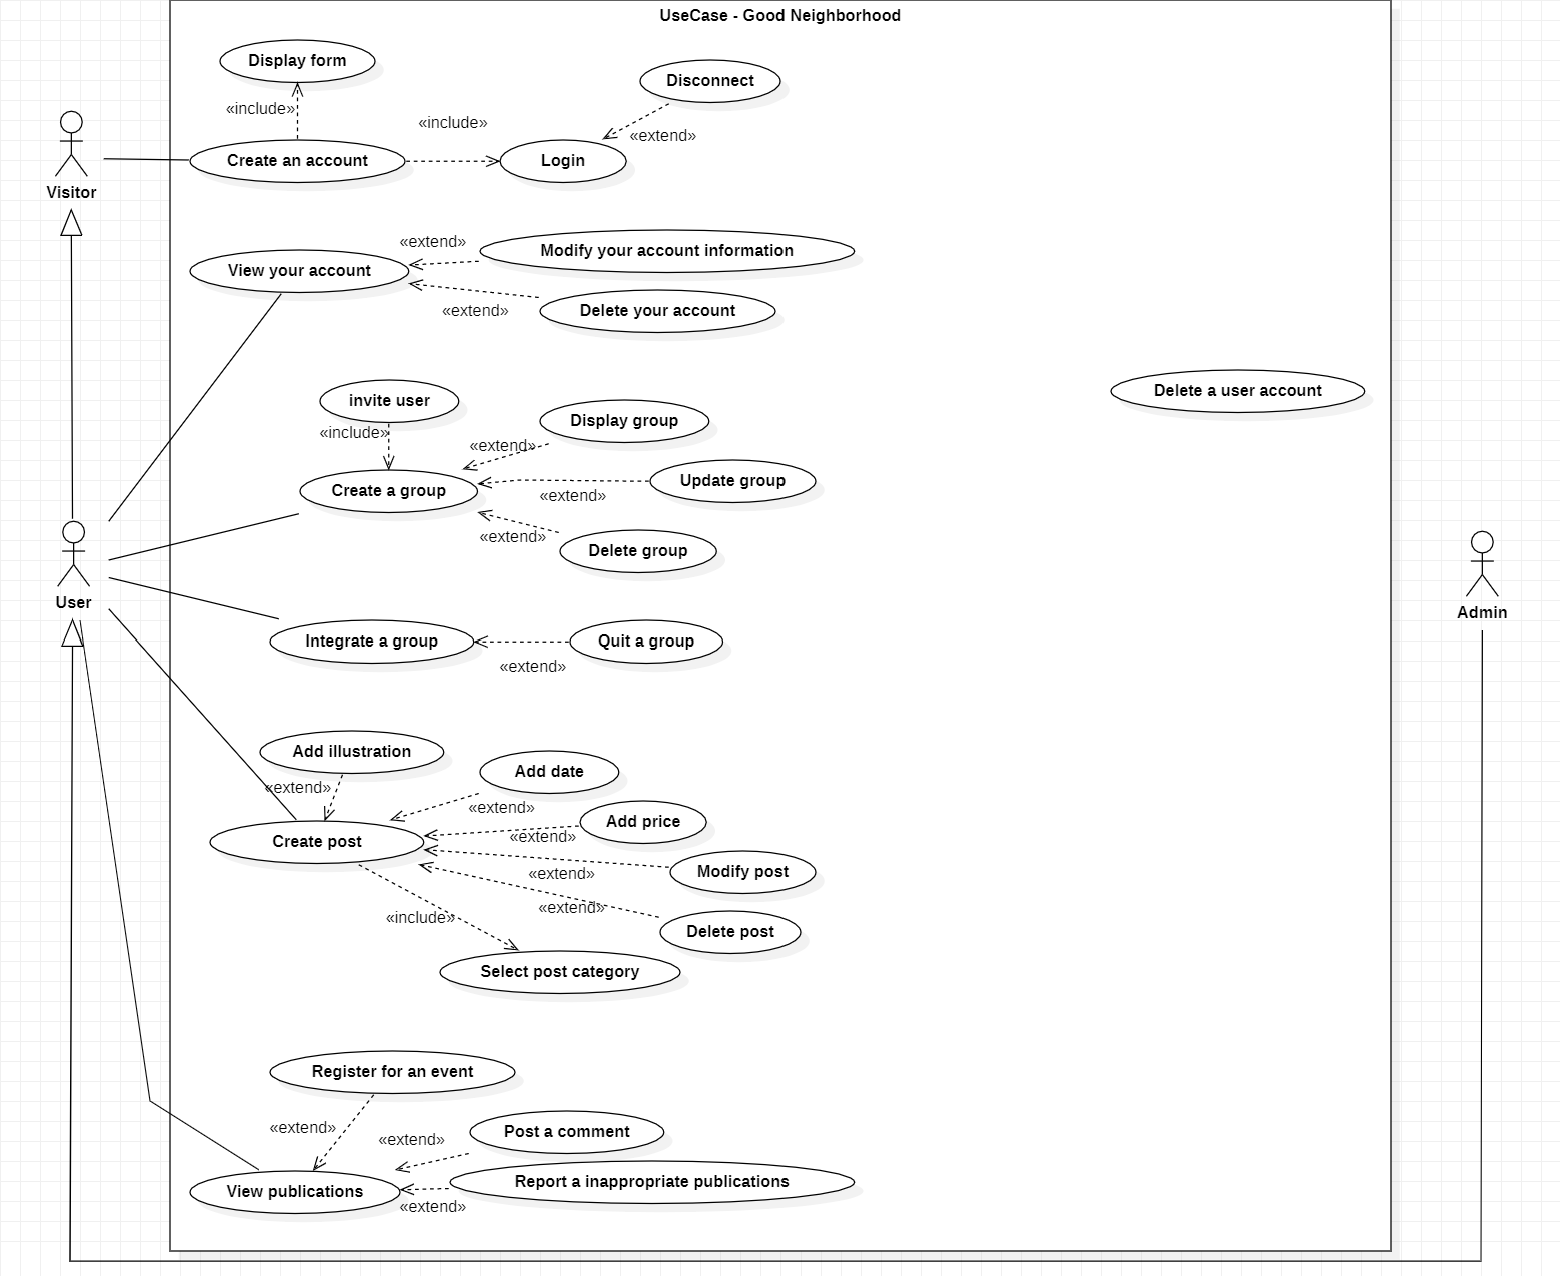 UseCase - Good Neighborhood
Display form
Disconnect
«include»
«include»
«extend»
Create an account
Login
Visitor
«extend»
Modify your account information
View your account
Delete your account
«extend»
Delete a user account
invite user
Display group
«include»
«extend»
Update group
Create a group
«extend»
«extend»
Delete group
User
Admin
Integrate a group
Quit a group
«extend»
Add illustration
Add date
«extend»
«extend»
Add price
«extend»
Create post
Modify post
«extend»
«extend»
«include»
Delete post
Select post category
Register for an event
«extend»
Post a comment
«extend»
Report a inappropriate publications
View publications
«extend»